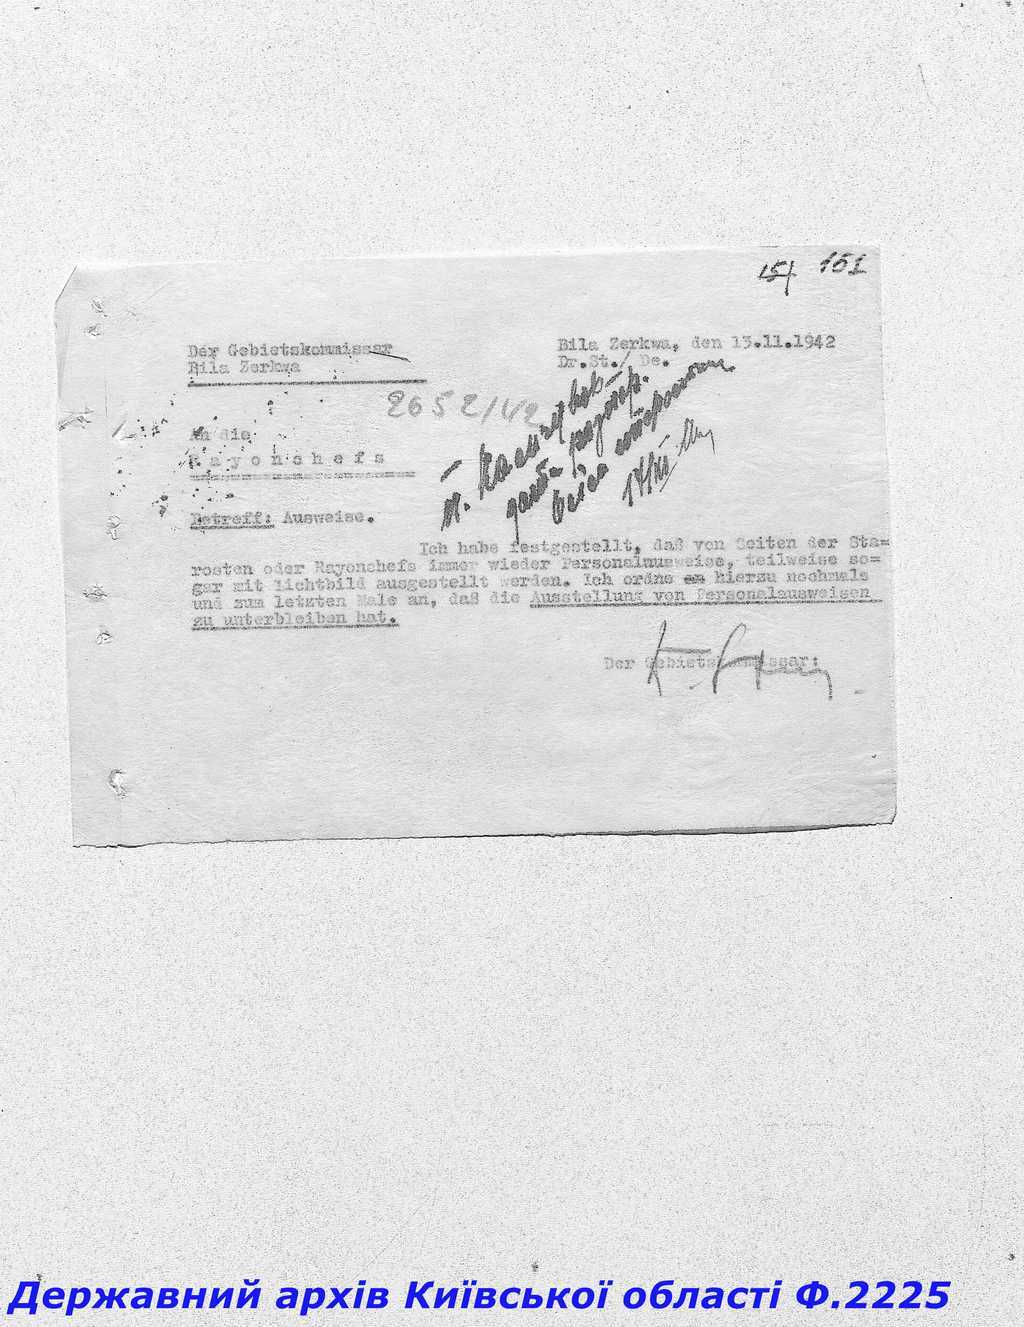 151 151
Der Gebietskommissar
Bila Zerkwa
Bila Zerkwa, den 13.11.1942
Dr.St./ De.
2652/42
An die
Rayonchefs
Betreff: Ausweise.
Ich habe festgestellt, daß von Seiten der Sta=
rosten oder Rayonchefs immer wieder Personalausweise, teilweise so=
gar mit Lichtbild ausgestellt werden. Ich ordne an hierzu nochmals
und zum letzten Male an, daß die Ausstellung von Personalausweisen
zu unterbleiben hat.
Der Gebietskommissar:
Державний архів Київської області Ф.2225